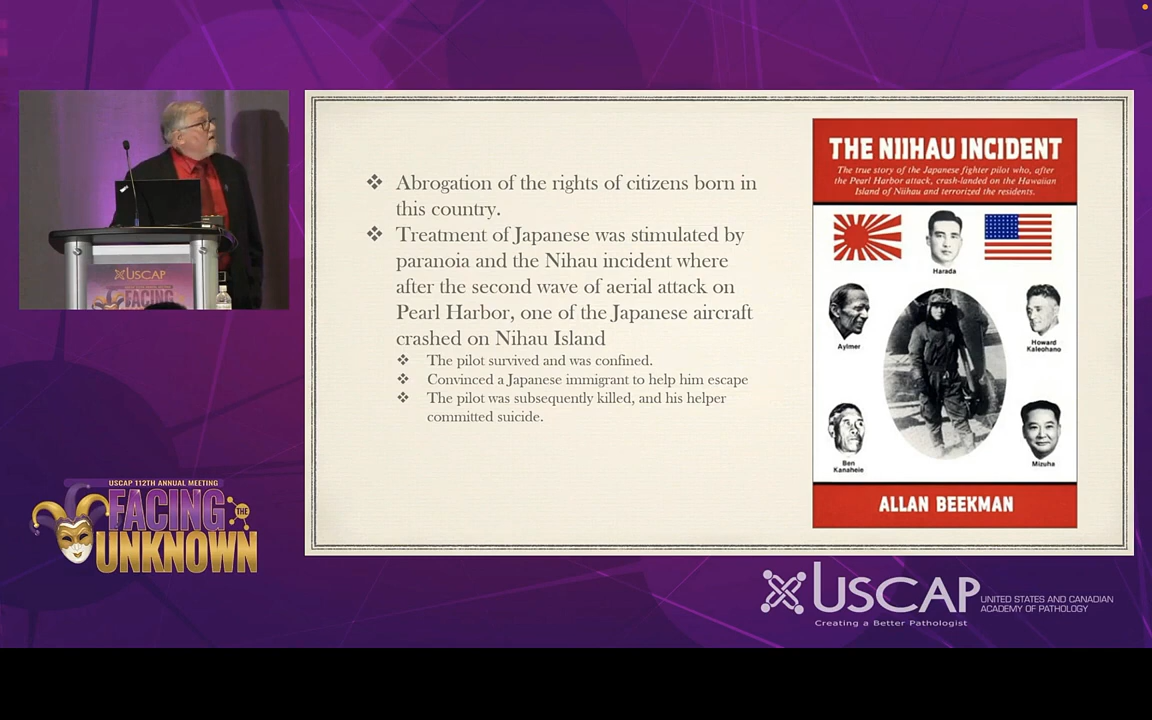 ❖ Abrogation of the rights of citizens born in
this country.
❖ Treatment of Japanese was stimulated by
paranoia and the Nihau incident where
after the second wave of aerial attack on
Pearl Harbor, one of the Japanese aircraft
crashed on Nihau Island
❖ The pilot survived and was confined.
❖ Convinced a Japanese immigrant to help him escape
❖ The pilot was subsequently killed, and his helper
committed suicide.
THE NIIHAU INCIDENT
The true story of the Japanese fighter pilot who, after
the Pearl Harbor attack, crash-landed on the Hawaiian
Island of Niihau and terrorized the residents.
Harada
Aylmer
Howard
Kaleohano
Ben
Kanaheie
Mizuha
ALLAN BEEKMAN
USCAP
FACING
USCAP 112TH ANNUAL MEETING
FACING THE
UNKNOWN
USCAP
UNITED STATES AND CANADIAN
ACADEMY OF PATHOLOGY
Creating a Better Pathologist